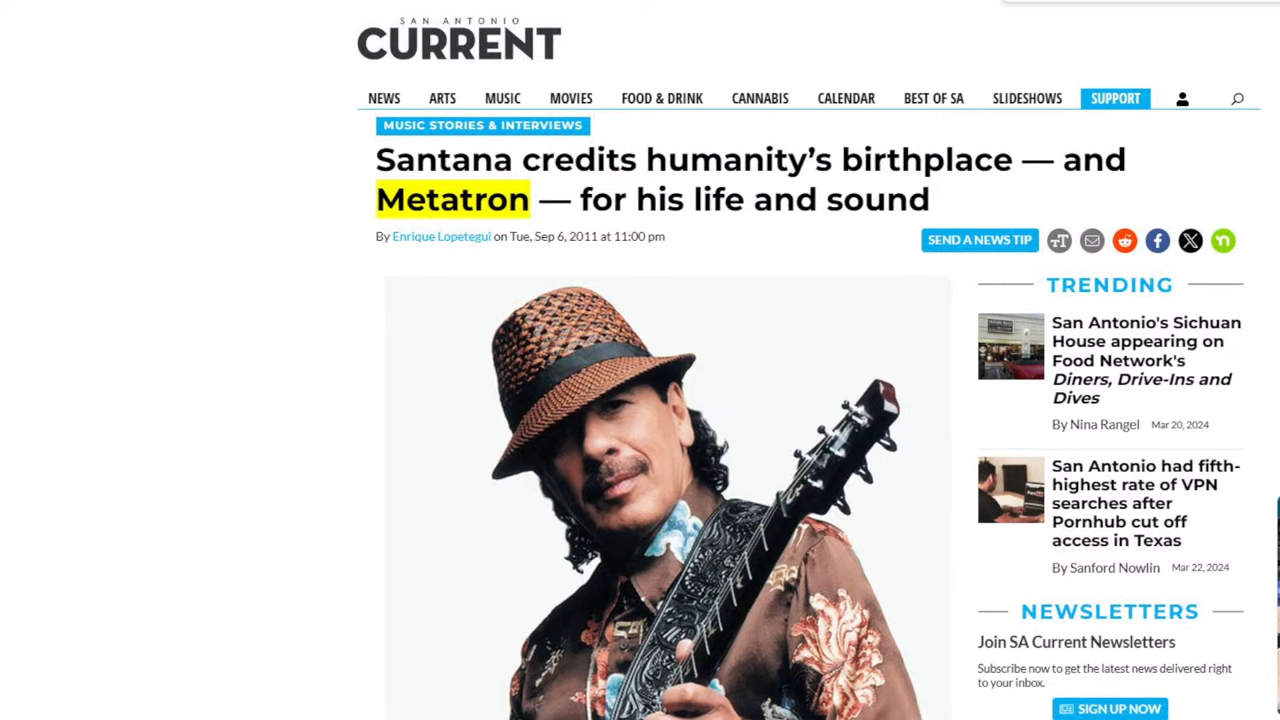 SAN ANTONIO
CURRENT
NEWS ARTS MUSIC MOVIES FOOD & DRINK CANNABIS CALENDAR BEST OF SA SLIDESHOWS SUPPORT
MUSIC STORIES & INTERVIEWS
Santana credits humanity’s birthplace — and
Metatron — for his life and sound
By Enrique Lopetegui on Tue, Sep 6, 2011 at 11:00 pm
SEND A NEWS TIP
TRENDING
San Antonio's Sichuan
House appearing on
Food Network's
Diners, Drive-Ins and
Dives
By Nina Rangel Mar 20, 2024
San Antonio had fifth-
highest rate of VPN
searches after
Pornhub cut off
access in Texas
By Sanford Nowlin Mar 22, 2024
NEWSLETTERS
Join SA Current Newsletters
Subscribe now to get the latest news delivered right
to your inbox.
SIGN UP NOW